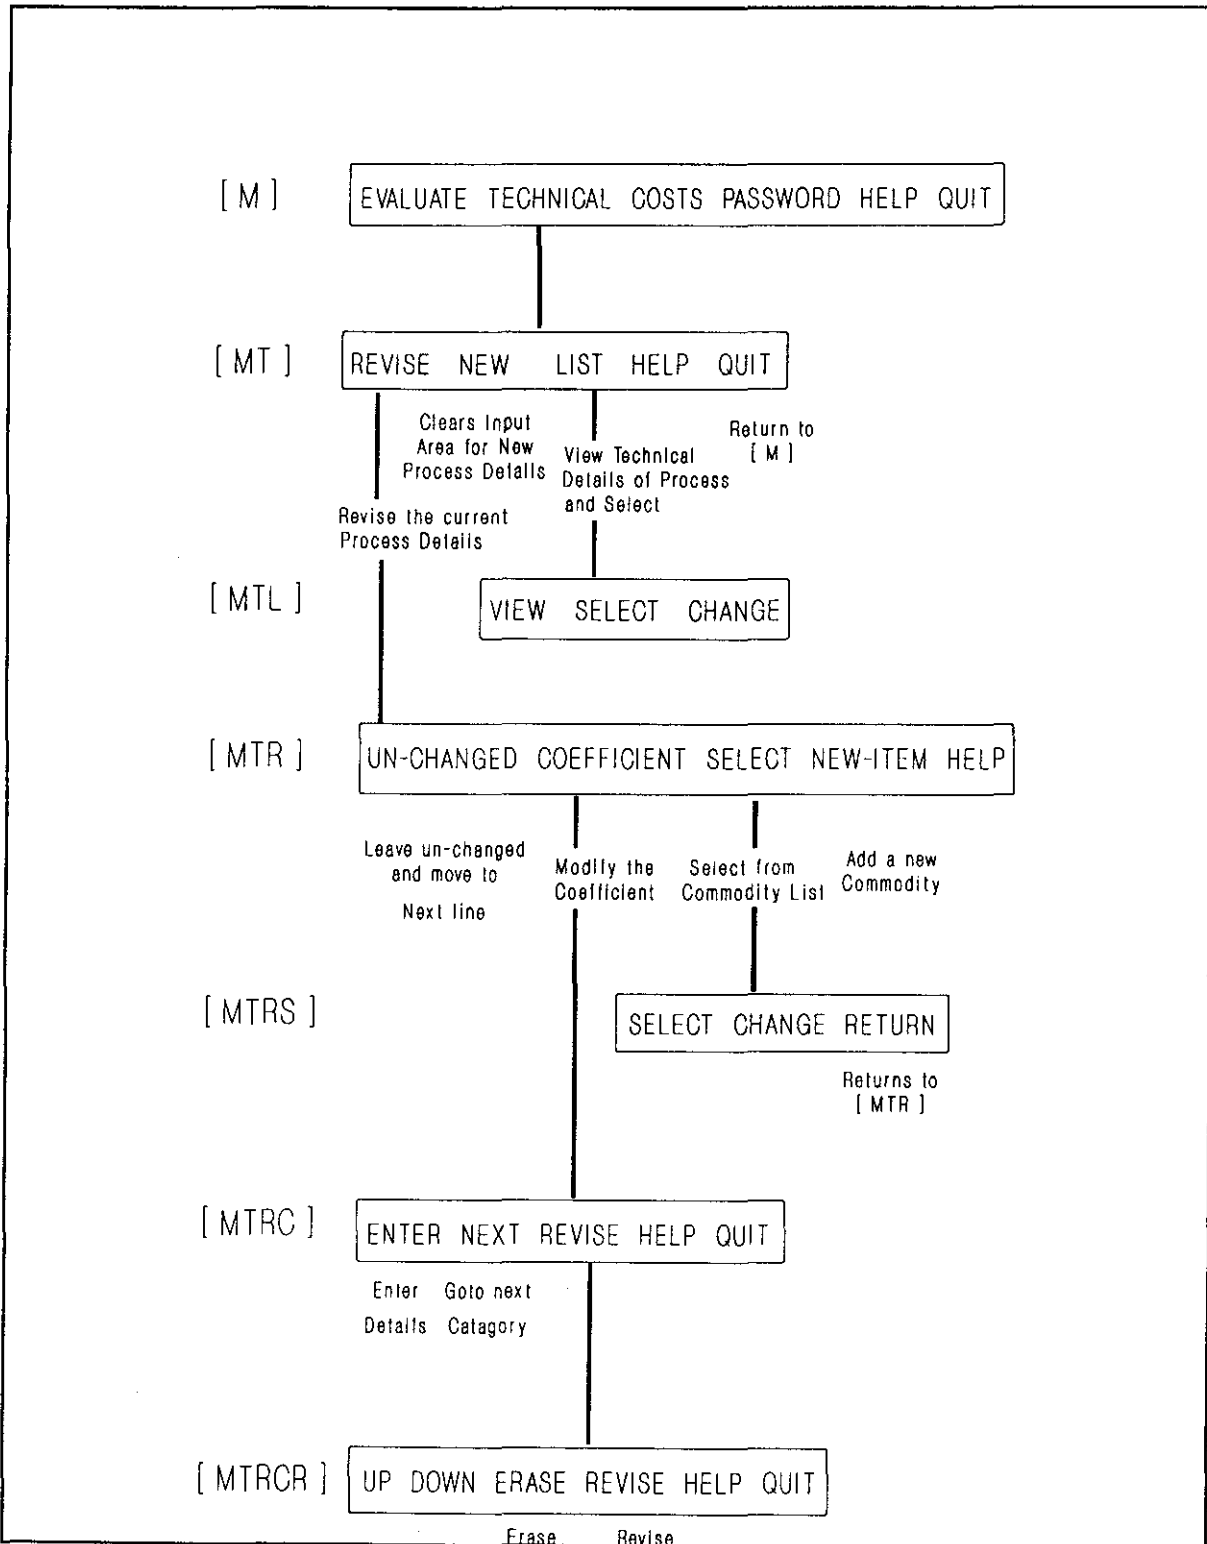 [ M ] EVALUATE TECHNICAL COSTS PASSWORD HELP QUIT
[ MT ] REVISE NEW LIST HELP QUIT
Clears Input
Area for New
Process Details
View Technical
Details of Process
and Select
Return to
[ M ]
Revise the current
Process Details
[ MTL ] VIEW SELECT CHANGE
[ MTR ] UN-CHANGED COEFFICIENT SELECT NEW-ITEM HELP
Leave un-changed
and move to
Next line
Modify the
Coefficient
Select from
Commodity List
Add a new
Commodity
[ MTRS ] SELECT CHANGE RETURN
Returns to
[ MTR ]
[ MTRC ] ENTER NEXT REVISE HELP QUIT
Enter
Details
Goto next
Catagory
[ MTRCR ] UP DOWN ERASE REVISE HELP QUIT
Erase Revise